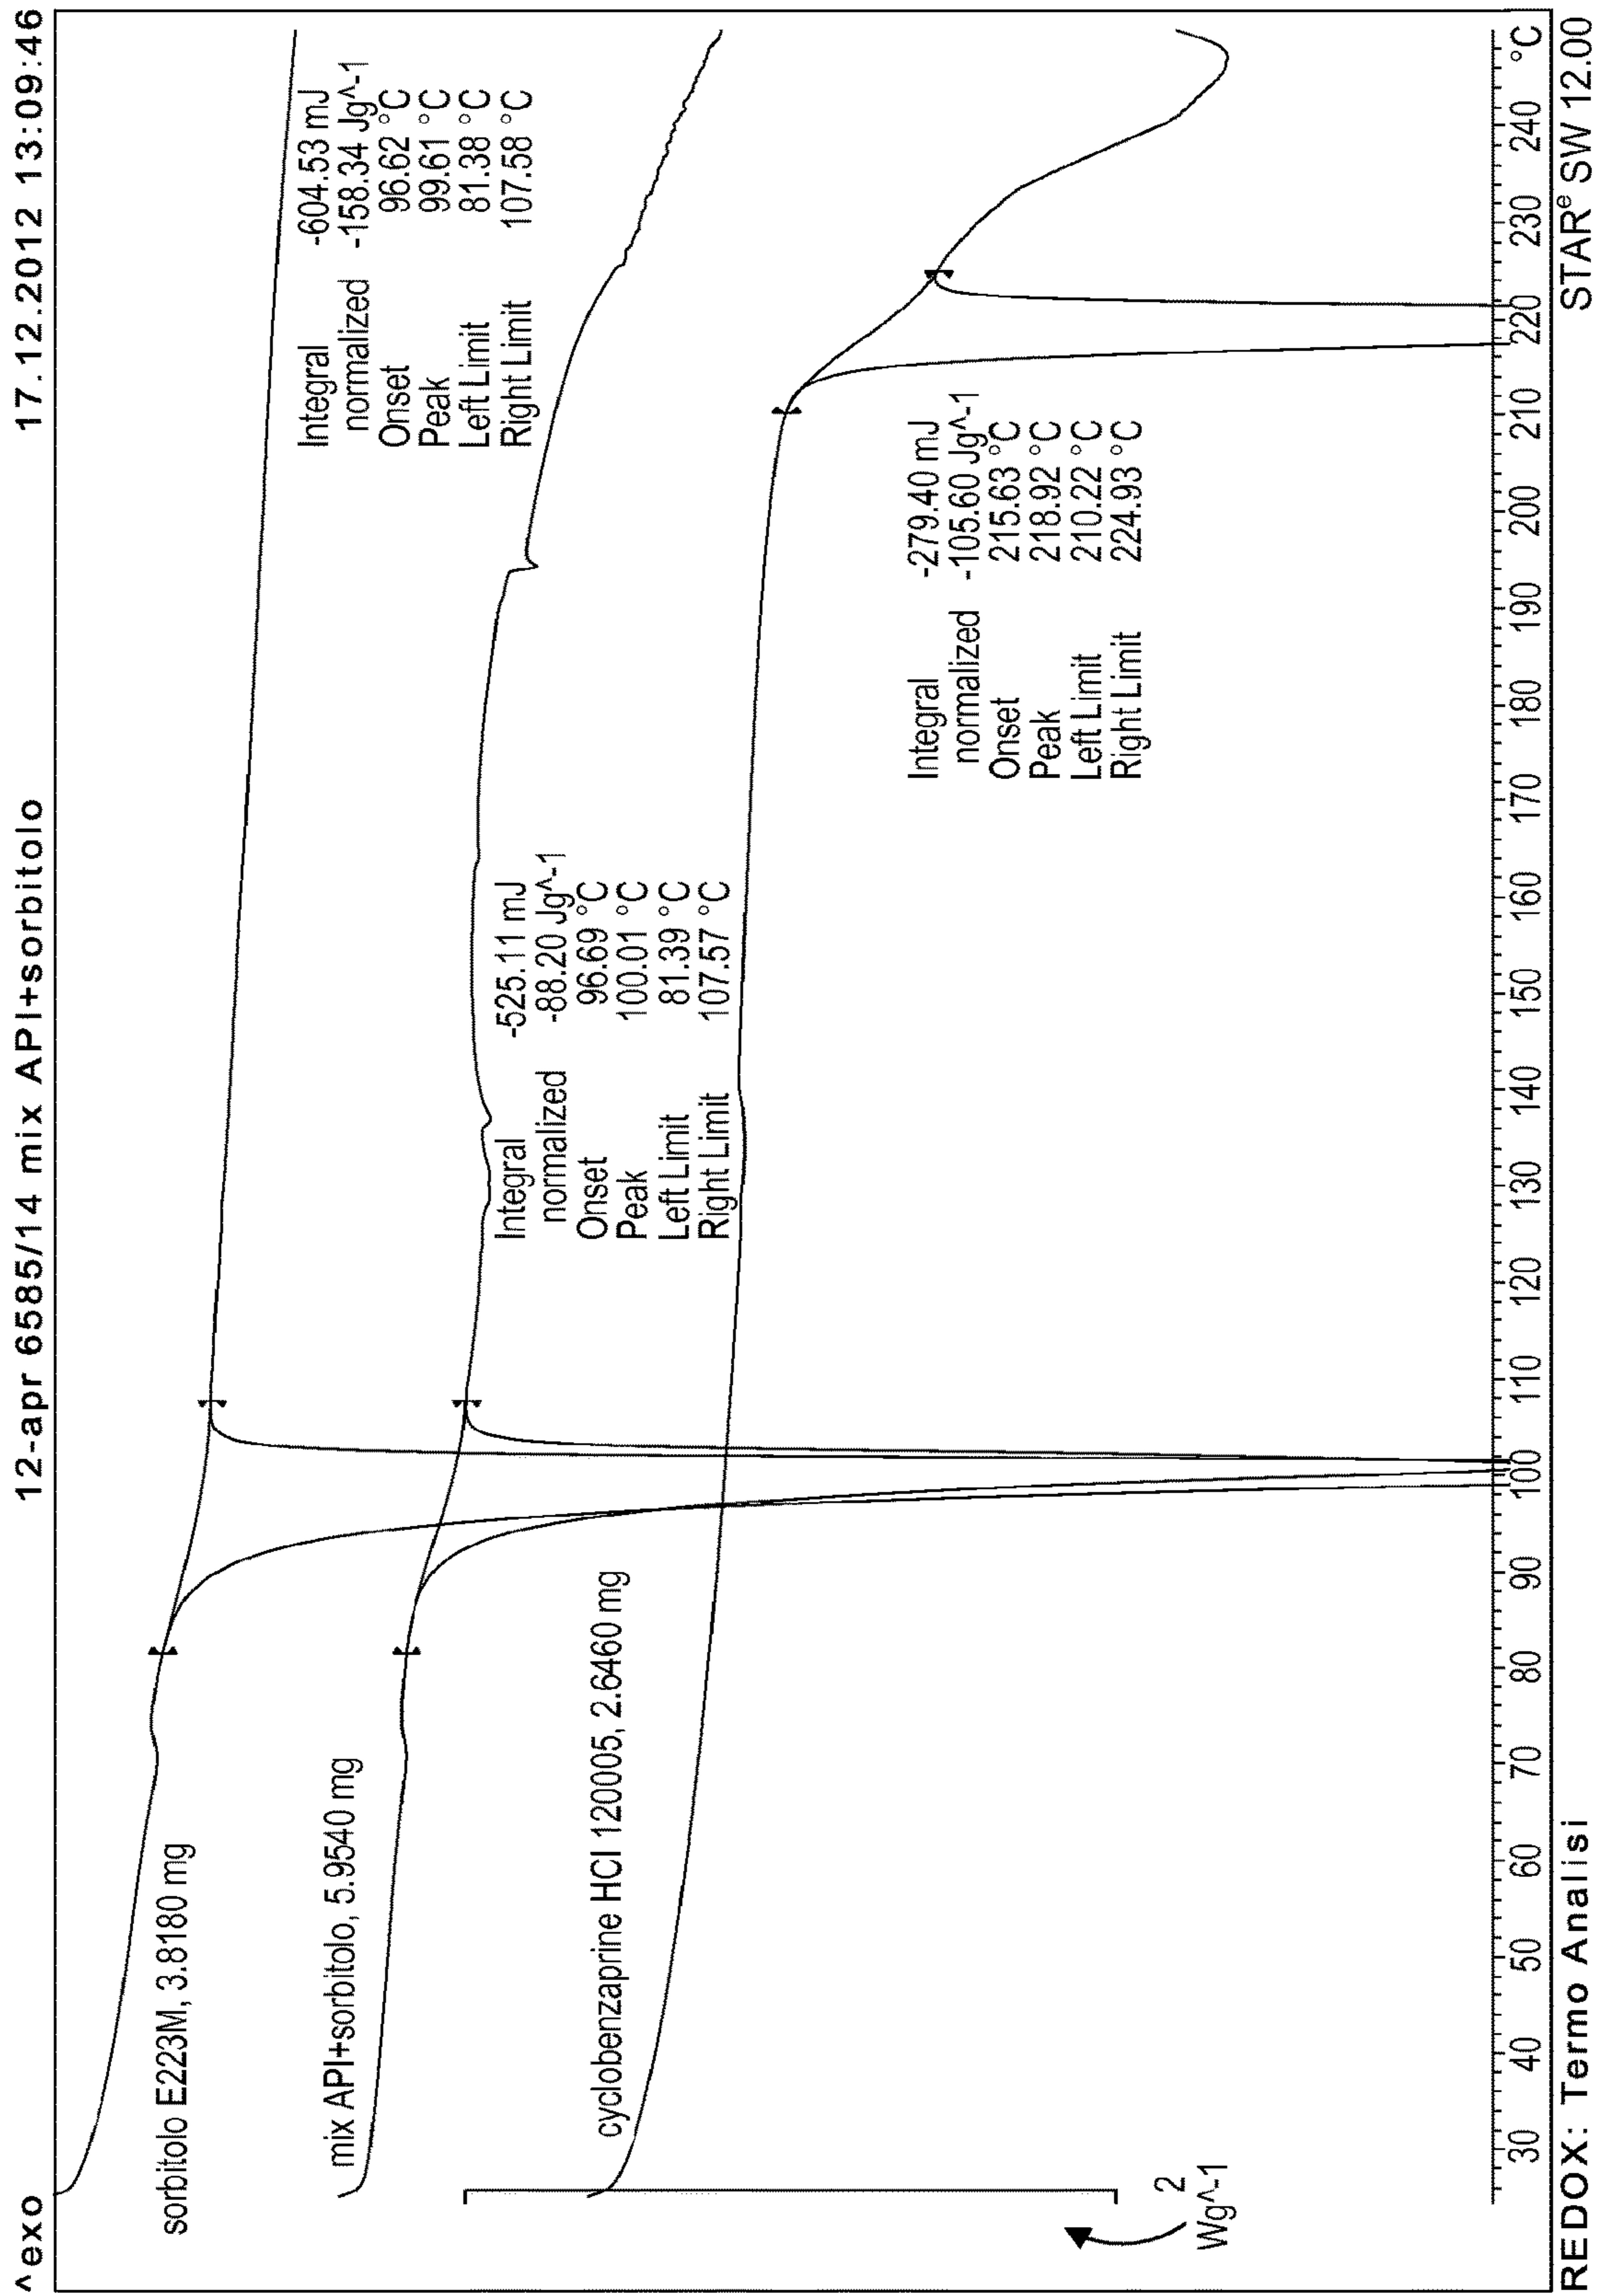 ^exo
12-apr 6585/14 mix API+sorbitolo
17.12.2012 13:09:46
sorbitolo E223M, 3.8180 mg
Integral -604.53 mJ
normalized -158.34 Jg^-1
Onset 96.62 °C
Peak 99.61 °C
Left Limit 81.38 °C
Right Limit 107.58 °C
mix API+sorbitolo, 5.9540 mg
Integral -525.11 mJ
normalized -88.20 Jg^-1
Onset 96.69 °C
Peak 100.01 °C
Left Limit 81.39 °C
Right Limit 107.57 °C
cyclobenzaprine HCl 120005, 2.6460 mg
Integral -279.40 mJ
normalized -105.60 Jg^-1
Onset 215.63 °C
Peak 218.92 °C
Left Limit 210.22 °C
Right Limit 224.93 °C
2
Wg^-1
30 40 50 60 70 80 90 100 110 120 130 140 150 160 170 180 190 200 210 220 230 240 °C
REDOX: Termo Analisi
STARe SW 12.00